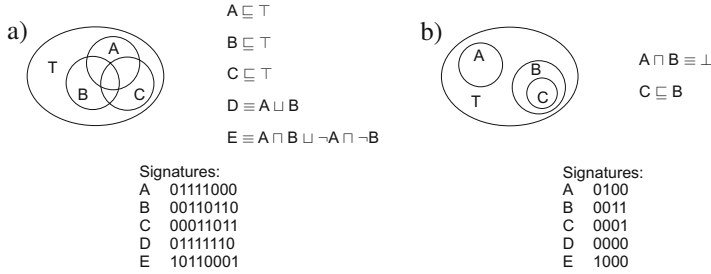 a)
T
A
B
C
A ⊑ ⊤
B ⊑ ⊤
C ⊑ ⊤
D ≡ A ⊔ B
E ≡ A ⊓ B ⊔ ¬A ⊓ ¬B
Signatures:
A 01111000
B 00110110
C 00011011
D 01111110
E 10110001
b)
A
B
C
T
A ⊓ B ≡ ⊥
C ⊑ B
Signatures:
A 0100
B 0011
C 0001
D 0000
E 1000